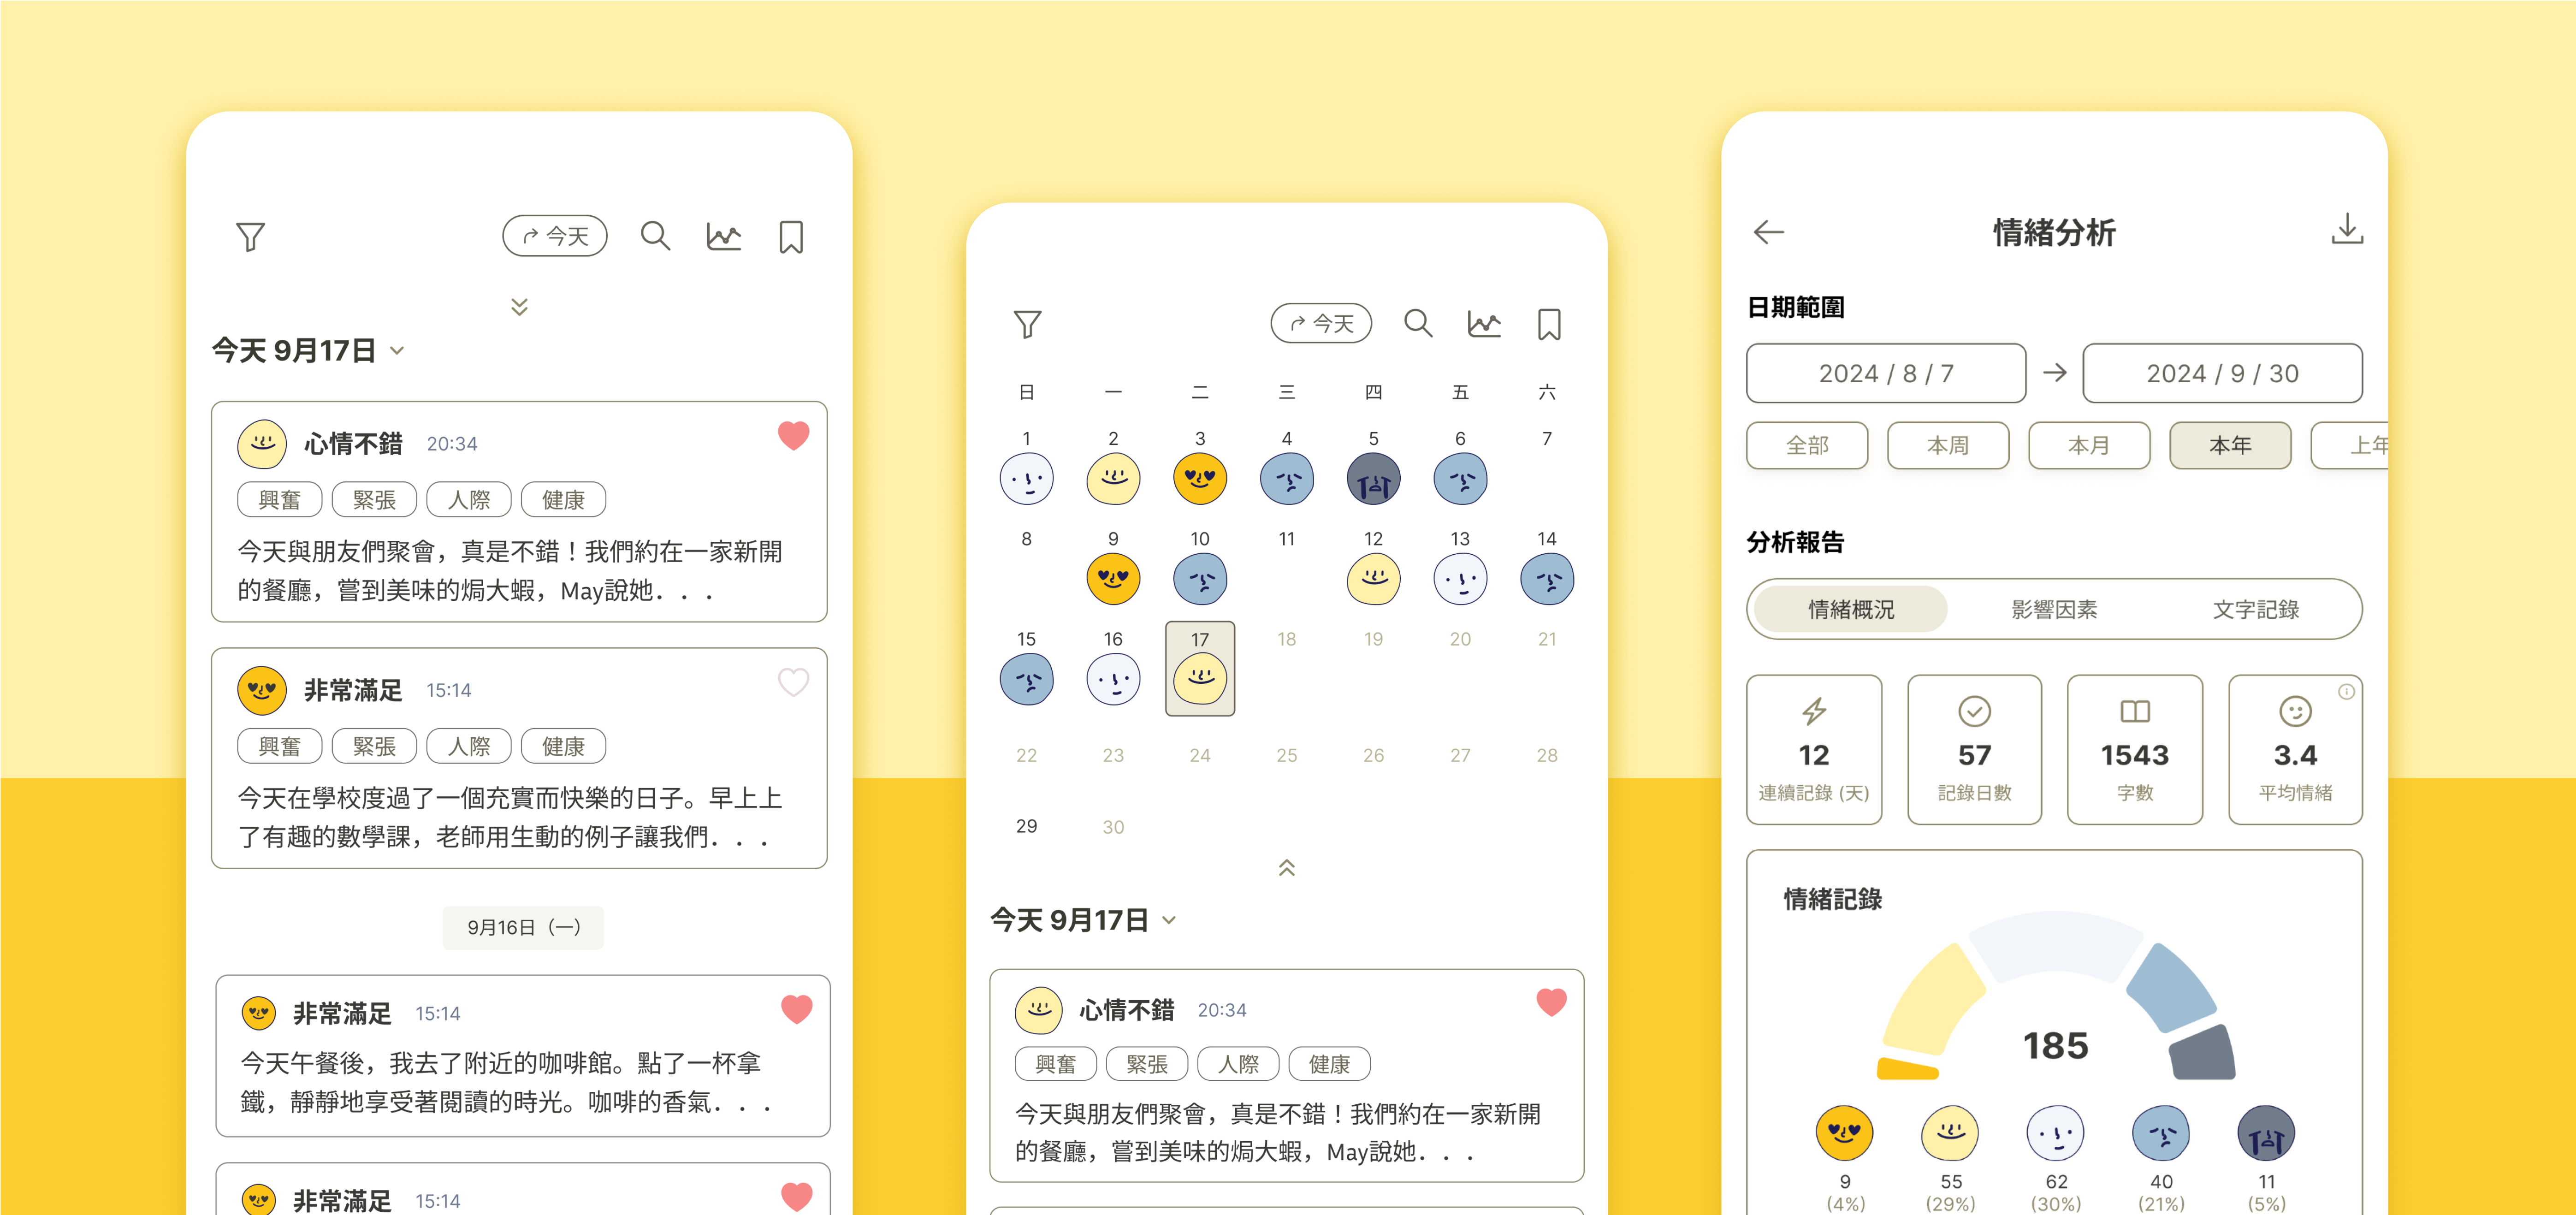 今天
今天 9月17日
心情不錯 20:34
興奮 緊張 人際 健康
今天與朋友們聚會，真是不錯！我們約在一家新開
的餐廳，嘗到美味的焗大蝦，May說她．．．
非常滿足 15:14
興奮 緊張 人際 健康
今天在學校度過了一個充實而快樂的日子。早上上
了有趣的數學課，老師用生動的例子讓我們．．．
9月16日（一）
非常滿足 15:14
今天午餐後，我去了附近的咖啡館。點了一杯拿
鐵，靜靜地享受著閱讀的時光。咖啡的香氣．．．
非常滿足 15:14
今天
日 一 二 三 四 五 六
1 2 3 4 5 6 7
8 9 10 11 12 13 14
15 16 17 18 19 20 21
22 23 24 25 26 27 28
29 30
今天 9月17日
心情不錯 20:34
興奮 緊張 人際 健康
今天與朋友們聚會，真是不錯！我們約在一家新開
的餐廳，嘗到美味的焗大蝦，May說她．．．
情緒分析
日期範圍
2024 / 8 / 7 2024 / 9 / 30
全部 本周 本月 本年 上年
分析報告
情緒概況 影響因素 文字記錄
12 57 1543 3.4
連續記錄 (天) 記錄日數 字數 平均情緒
情緒記錄
185
9 55 62 40 11
(4%) (29%) (30%) (21%) (5%)